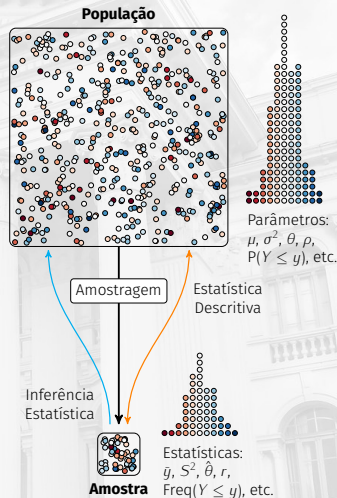 População
Parâmetros:
μ, σ², θ, ρ,
P(Y ≤ y), etc.
Amostragem
Estatística
Descritiva
Inferência
Estatística
Estatísticas:
ȳ, S², θ̂, r,
Freq(Y ≤ y), etc.
Amostra